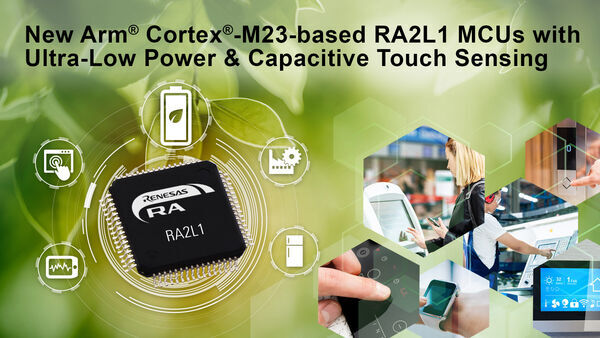 New Arm® Cortex®-M23-based RA2L1 MCUs with
Ultra-Low Power & Capacitive Touch Sensing
RENESAS
RA
RA2L1